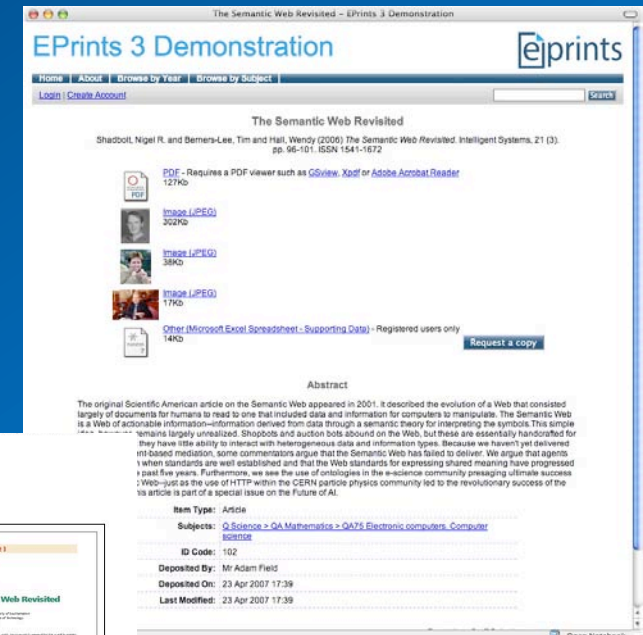 The Semantic Web Revisited – EPrints 3 Demonstration
EPrints 3 Demonstration
eprints
Home | About | Browse by Year | Browse by Subject
Login | Create Account
Search
The Semantic Web Revisited
Shadbolt, Nigel R. and Berners-Lee, Tim and Hall, Wendy (2006) The Semantic Web Revisited. Intelligent Systems, 21 (3).
pp. 96-101. ISSN 1541-1672
PDF - Requires a PDF viewer such as GSview, Xpdf or Adobe Acrobat Reader
127Kb
PDF
Image (JPEG)
302Kb
Image (JPEG)
38Kb
Image (JPEG)
17Kb
Other (Microsoft Excel Spreadsheet - Supporting Data) - Registered users only
14Kb
Request a copy
Abstract
The original Scientific American article on the Semantic Web appeared in 2001. It described the evolution of a Web that consisted
largely of documents for humans to read to one that included data and information for computers to manipulate. The Semantic Web
is a Web of actionable information--information derived from data through a semantic theory for interpreting the symbols.This simple
remains largely unrealized. Shopbots and auction bots abound on the Web, but these are essentially handcrafted for
they have little ability to interact with heterogeneous data and information types. Because we haven't yet delivered
nt-based mediation, some commentators argue that the Semantic Web has failed to deliver. We argue that agents
when standards are well established and that the Web standards for expressing shared meaning have progressed
past five years. Furthermore, we see the use of ontologies in the e-science community presaging ultimate success
Web--just as the use of HTTP within the CERN particle physics community led to the revolutionary success of the
is article is part of a special issue on the Future of AI.
Item Type: Article
Subjects: Q Science > QA Mathematics > QA75 Electronic computers. Computer
science
ID Code: 102
Deposited By: Mr Adam Field
Deposited On: 23 Apr 2007 17:39
Last Modified: 23 Apr 2007 17:39
Web Revisited